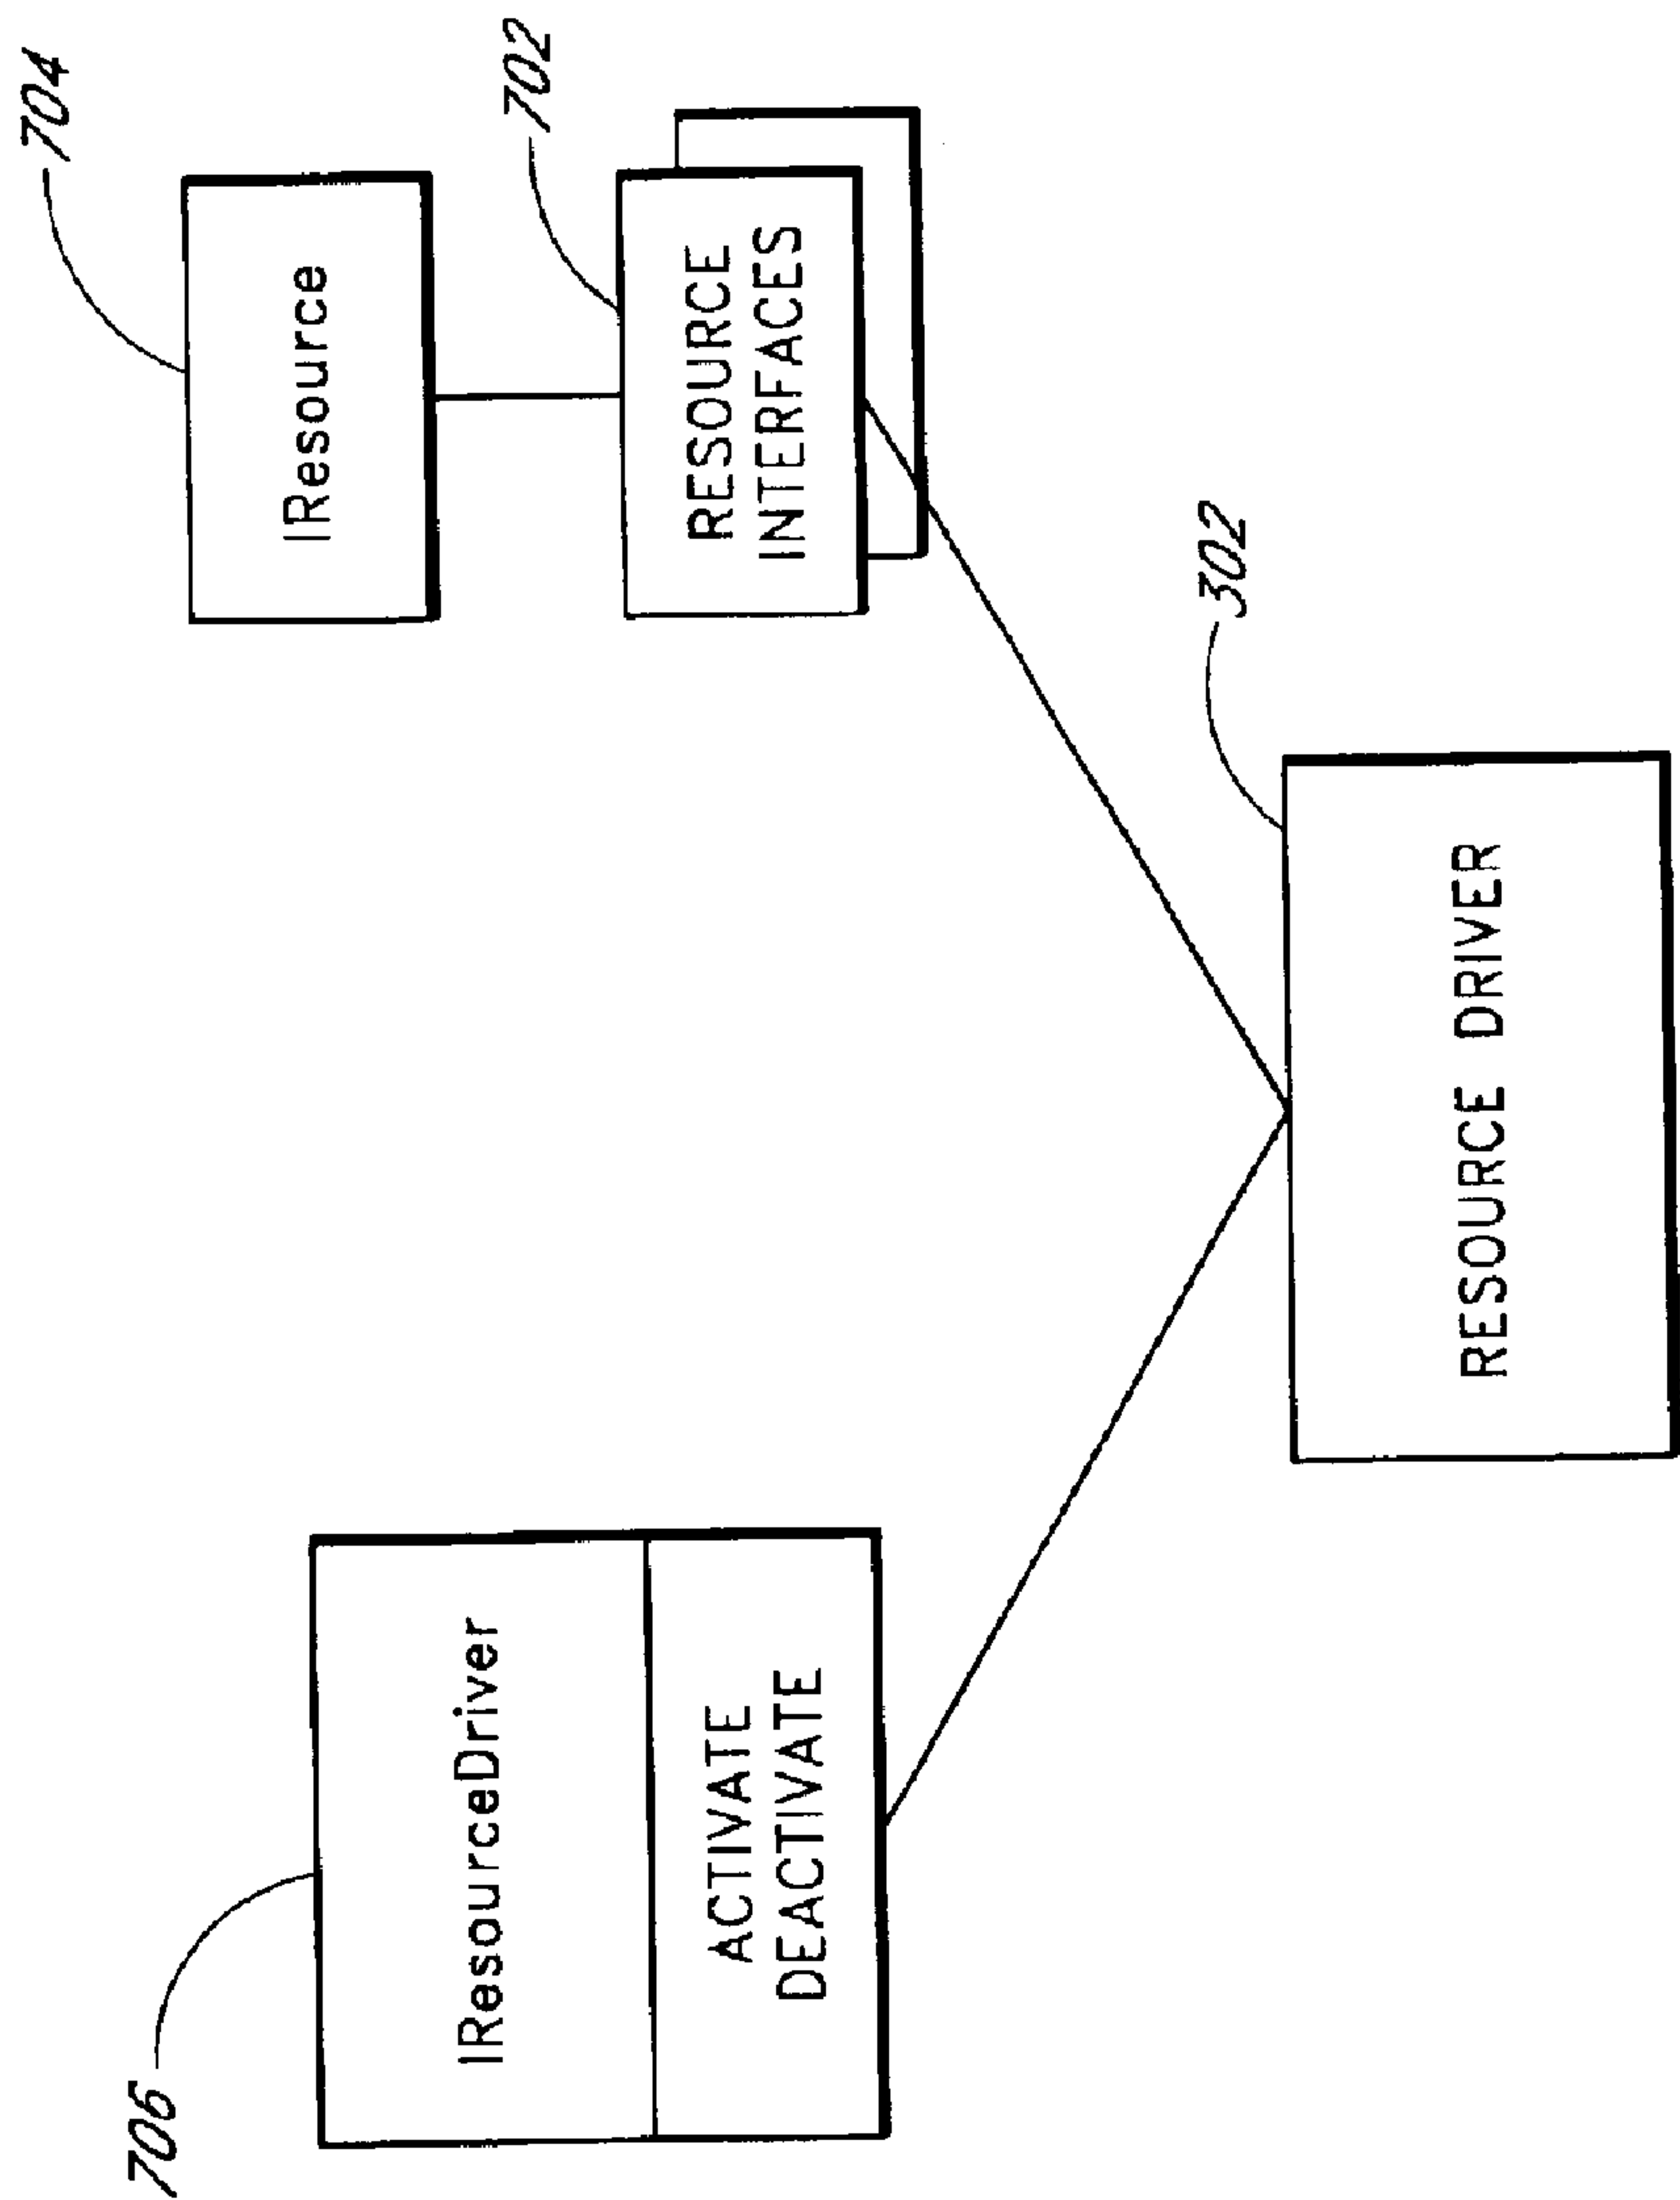 704
IResource
702
RESOURCE
INTERFACES
706
IResourceDriver
ACTIVATE
DEACTIVATE
302
RESOURCE DRIVER